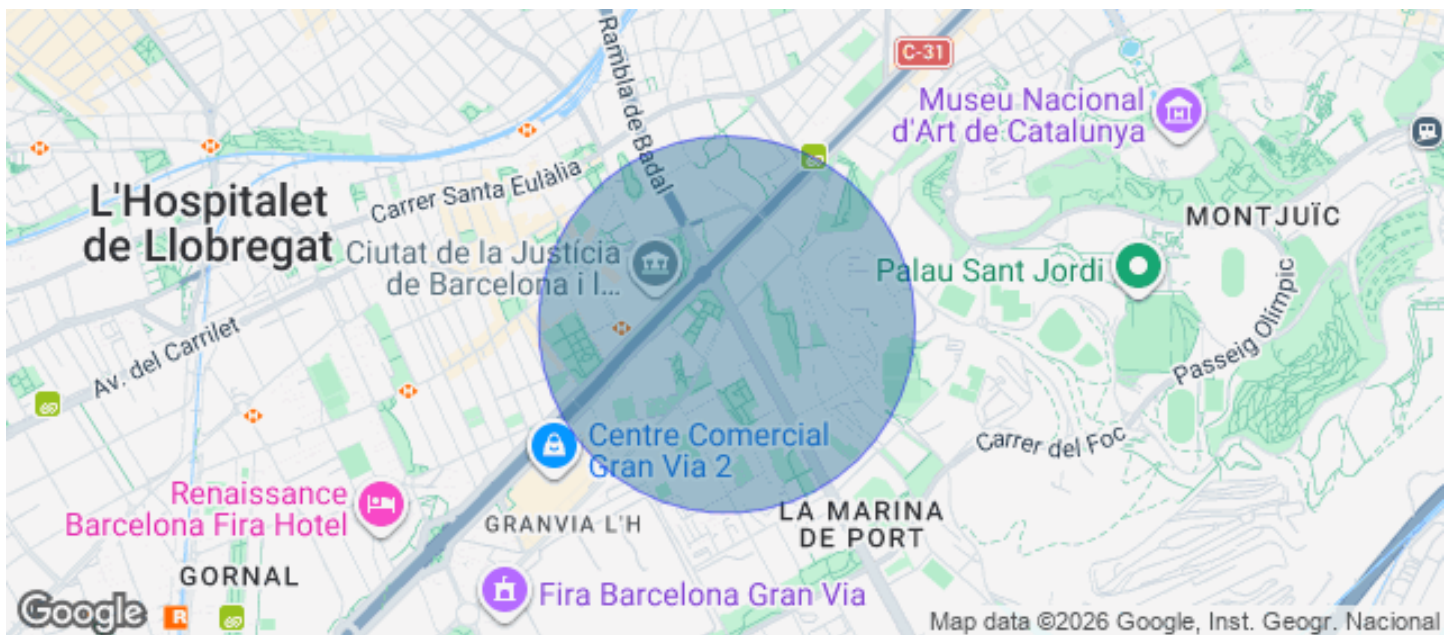 Rambla de Badal
C-31
Museu Nacional
d'Art de Catalunya
L'Hospitalet
de Llobregat
Carrer Santa Eulàlia
MONTJUÏC
Ciutat de la Justícia
de Barcelona i l...
Palau Sant Jordi
Passeig Olímpic
Av. del Carrilet
Centre Comercial
Gran Via 2
Carrer del Foc
Renaissance
Barcelona Fira Hotel
GRANVIA L'H
LA MARINA
DE PORT
GORNAL
Fira Barcelona Gran Via
Google
R
Map data ©2026 Google, Inst. Geogr. Nacional